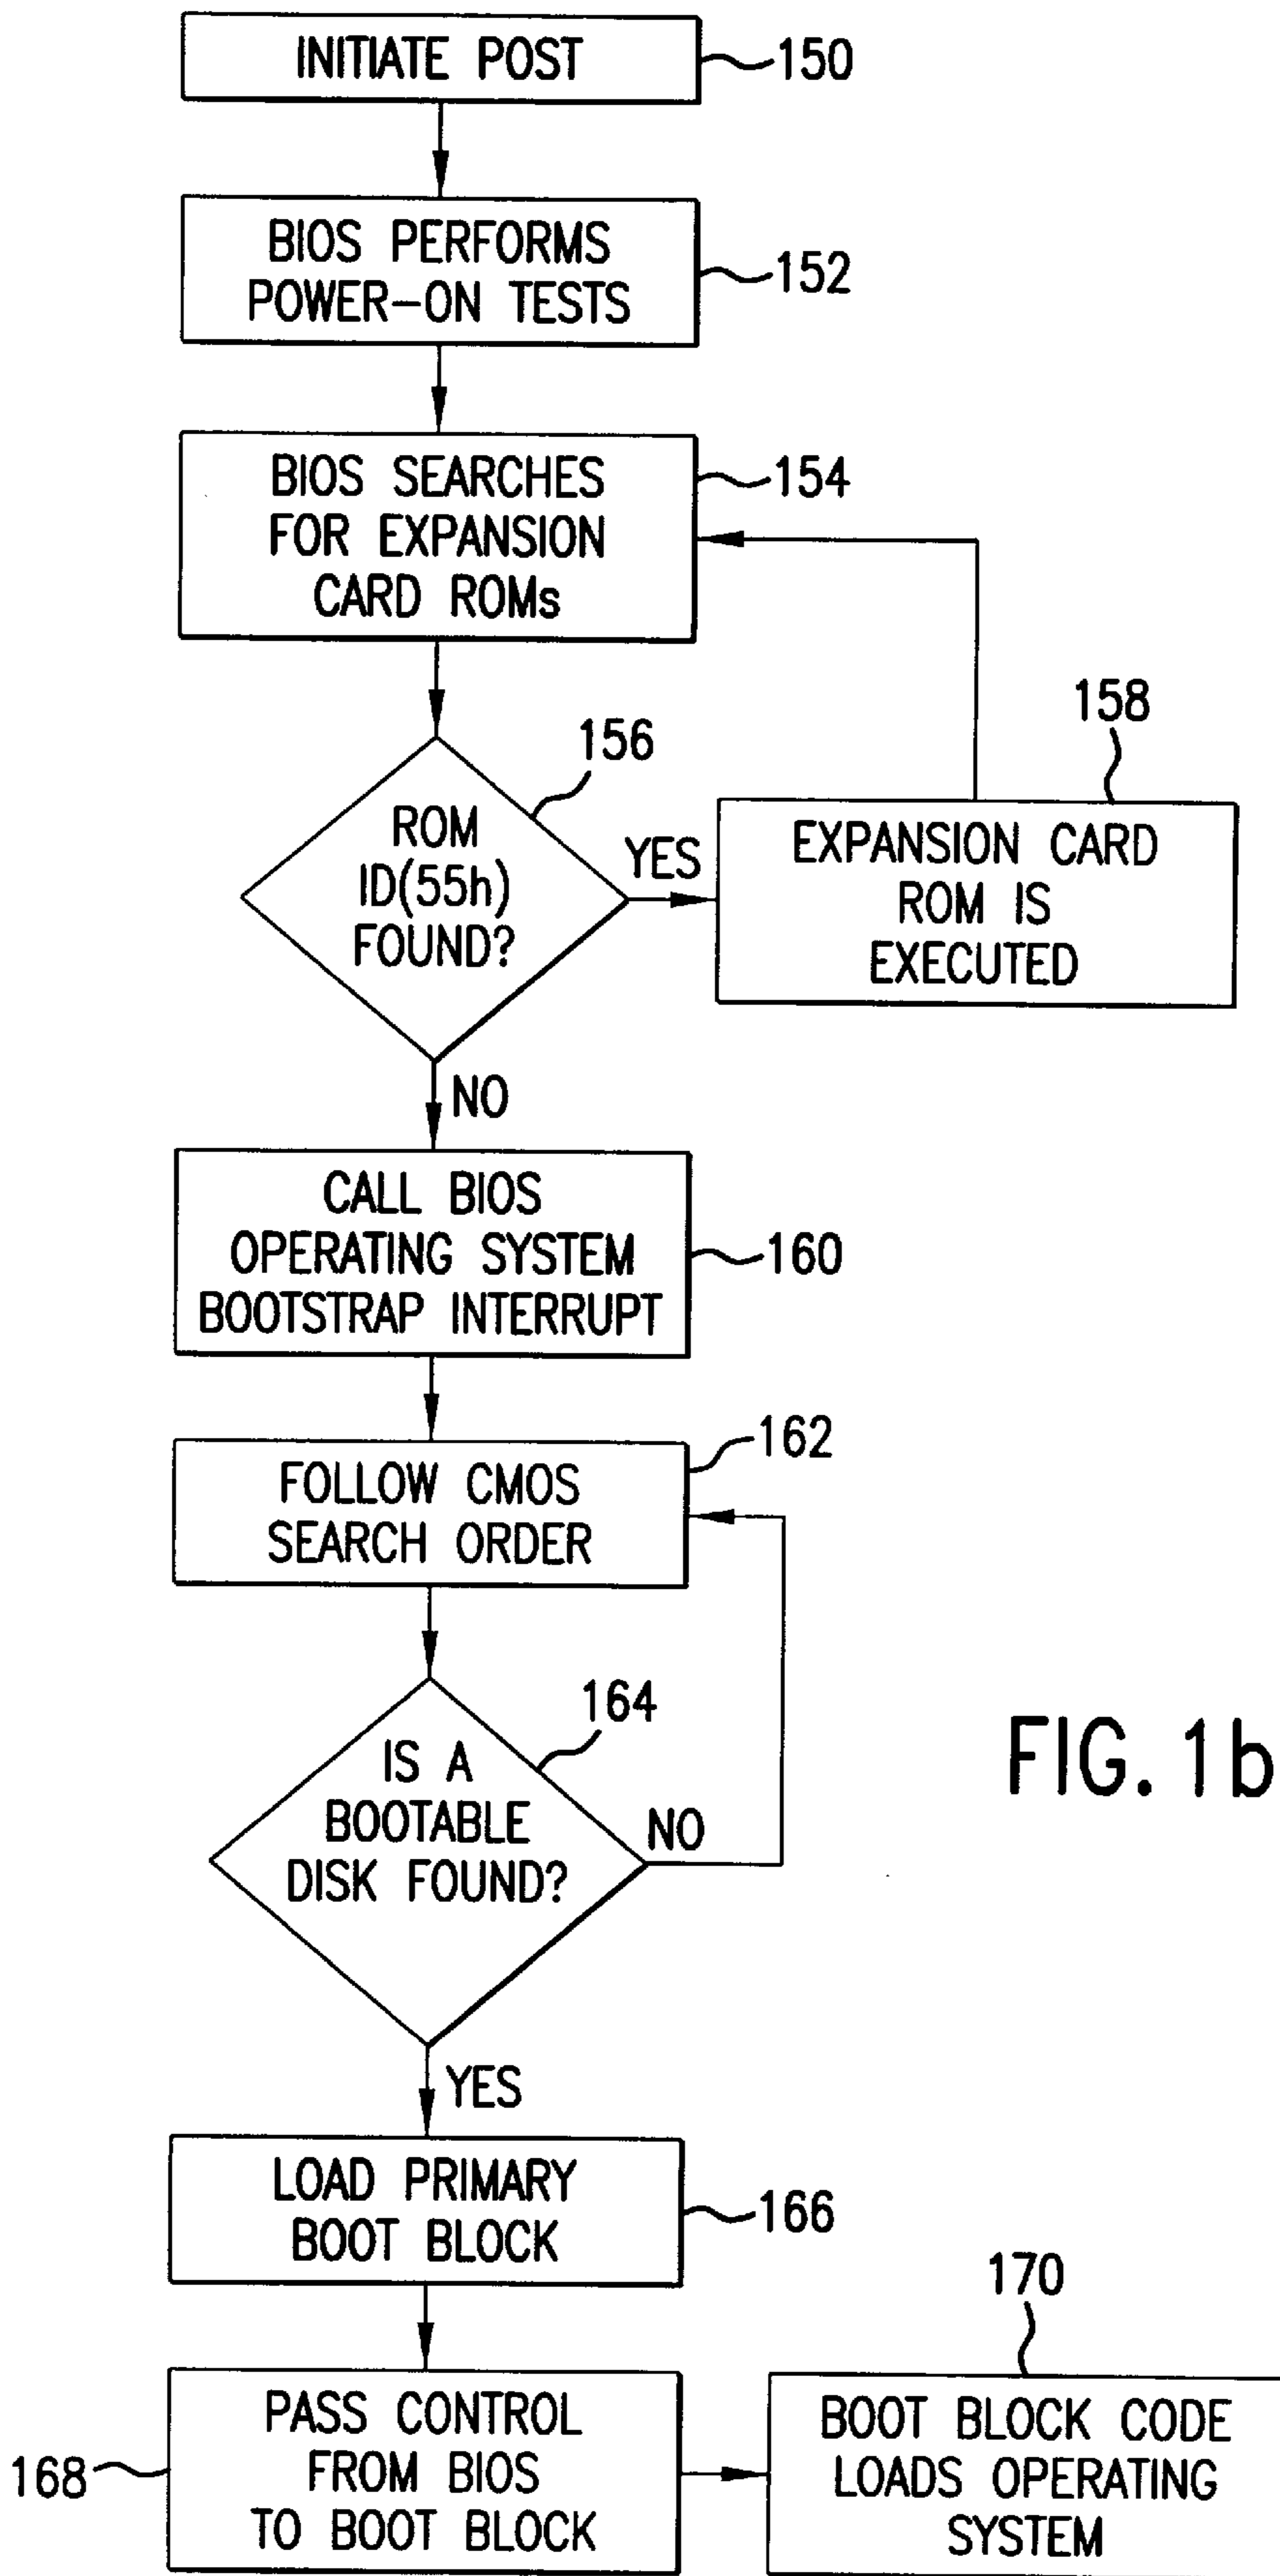 INITIATE POST
150
BIOS PERFORMS
POWER-ON TESTS
152
BIOS SEARCHES
FOR EXPANSION
CARD ROMs
154
156
ROM
ID(55h)
FOUND?
YES
158
EXPANSION CARD
ROM IS
EXECUTED
NO
CALL BIOS
OPERATING SYSTEM
BOOTSTRAP INTERRUPT
160
162
FOLLOW CMOS
SEARCH ORDER
164
IS A
BOOTABLE
DISK FOUND?
NO
FIG. 1b
YES
LOAD PRIMARY
BOOT BLOCK
166
168
PASS CONTROL
FROM BIOS
TO BOOT BLOCK
170
BOOT BLOCK CODE
LOADS OPERATING
SYSTEM